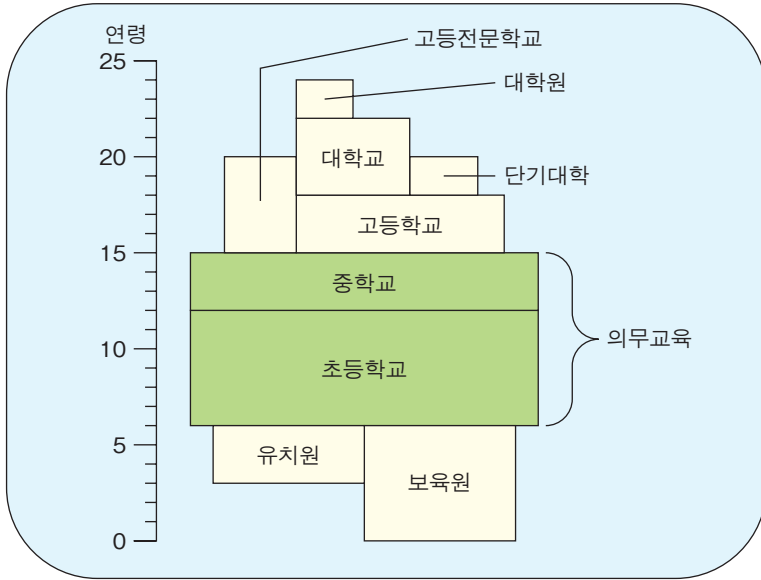 연령
고등전문학교
25
대학원
대학교
20
단기대학
고등학교
15
중학교
의무교육
10
초등학교
5
유치원
보육원
0